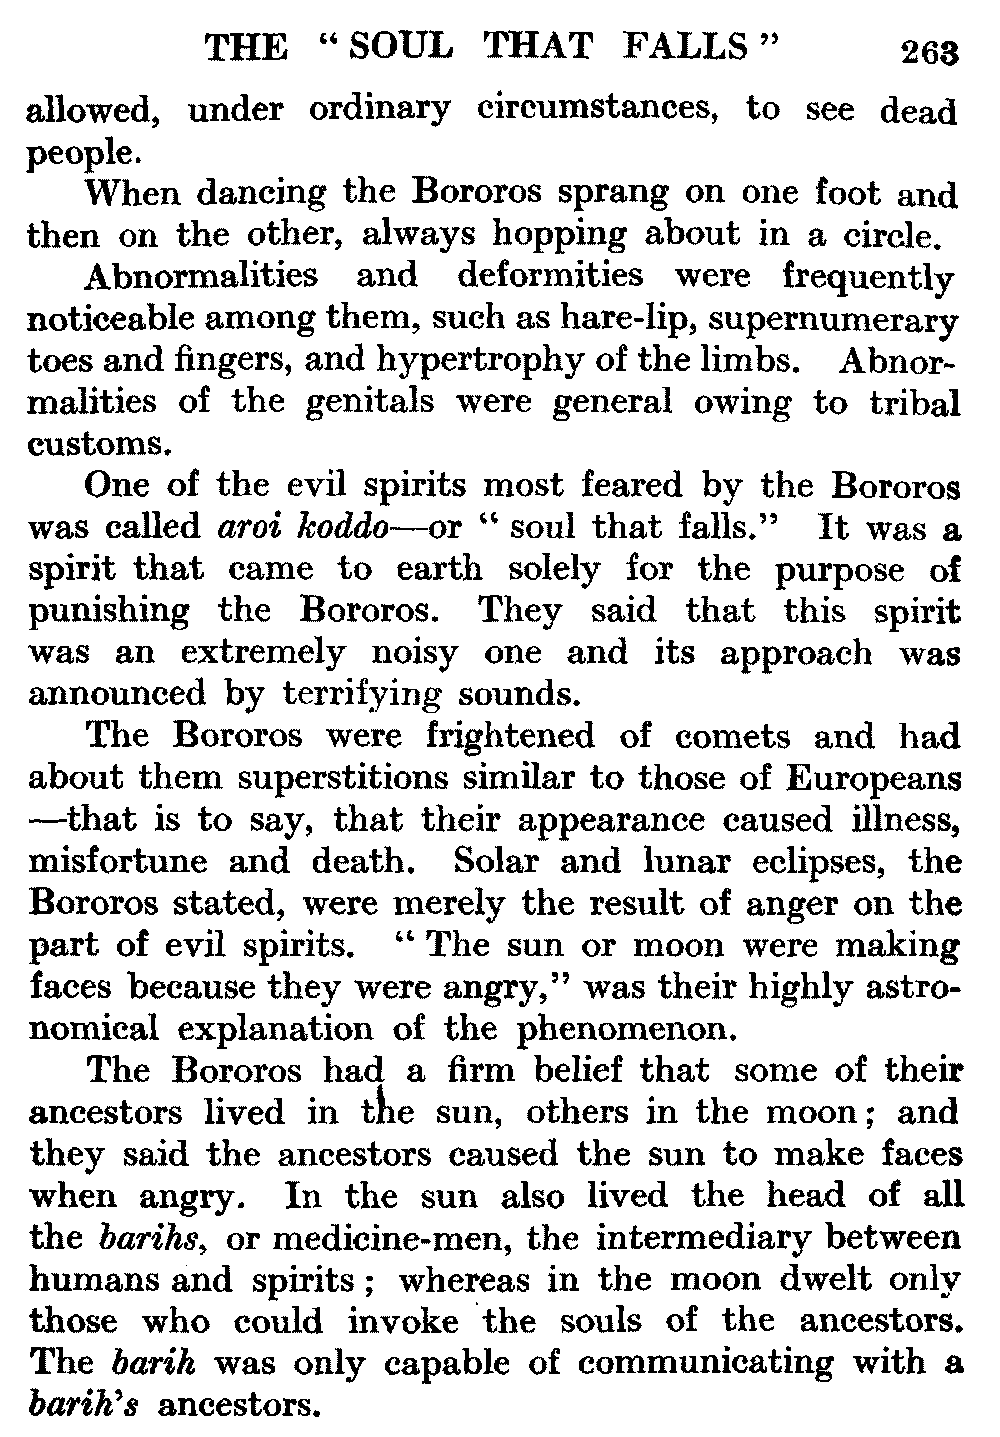 THE “ SOUL THAT FALLS ” 263
allowed, under ordinary circumstances, to see dead
people.
When dancing the Bororos sprang on one foot and
then on the other, always hopping about in a circle.
Abnormalities and deformities were frequently
noticeable among them, such as hare-lip, supernumerary
toes and fingers, and hypertrophy of the limbs. Abnor-
malities of the genitals were general owing to tribal
customs.
One of the evil spirits most feared by the Bororos
was called aroi koddo—or “ soul that falls.” It was a
spirit that came to earth solely for the purpose of
punishing the Bororos. They said that this spirit
was an extremely noisy one and its approach was
announced by terrifying sounds.
The Bororos were frightened of comets and had
about them superstitions similar to those of Europeans
—that is to say, that their appearance caused illness,
misfortune and death. Solar and lunar eclipses, the
Bororos stated, were merely the result of anger on the
part of evil spirits. “ The sun or moon were making
faces because they were angry,” was their highly astro-
nomical explanation of the phenomenon.
The Bororos had a firm belief that some of their
ancestors lived in the sun, others in the moon ; and
they said the ancestors caused the sun to make faces
when angry. In the sun also lived the head of all
the barihs, or medicine-men, the intermediary between
humans and spirits ; whereas in the moon dwelt only
those who could invoke the souls of the ancestors.
The barih was only capable of communicating with a
barih’s ancestors.